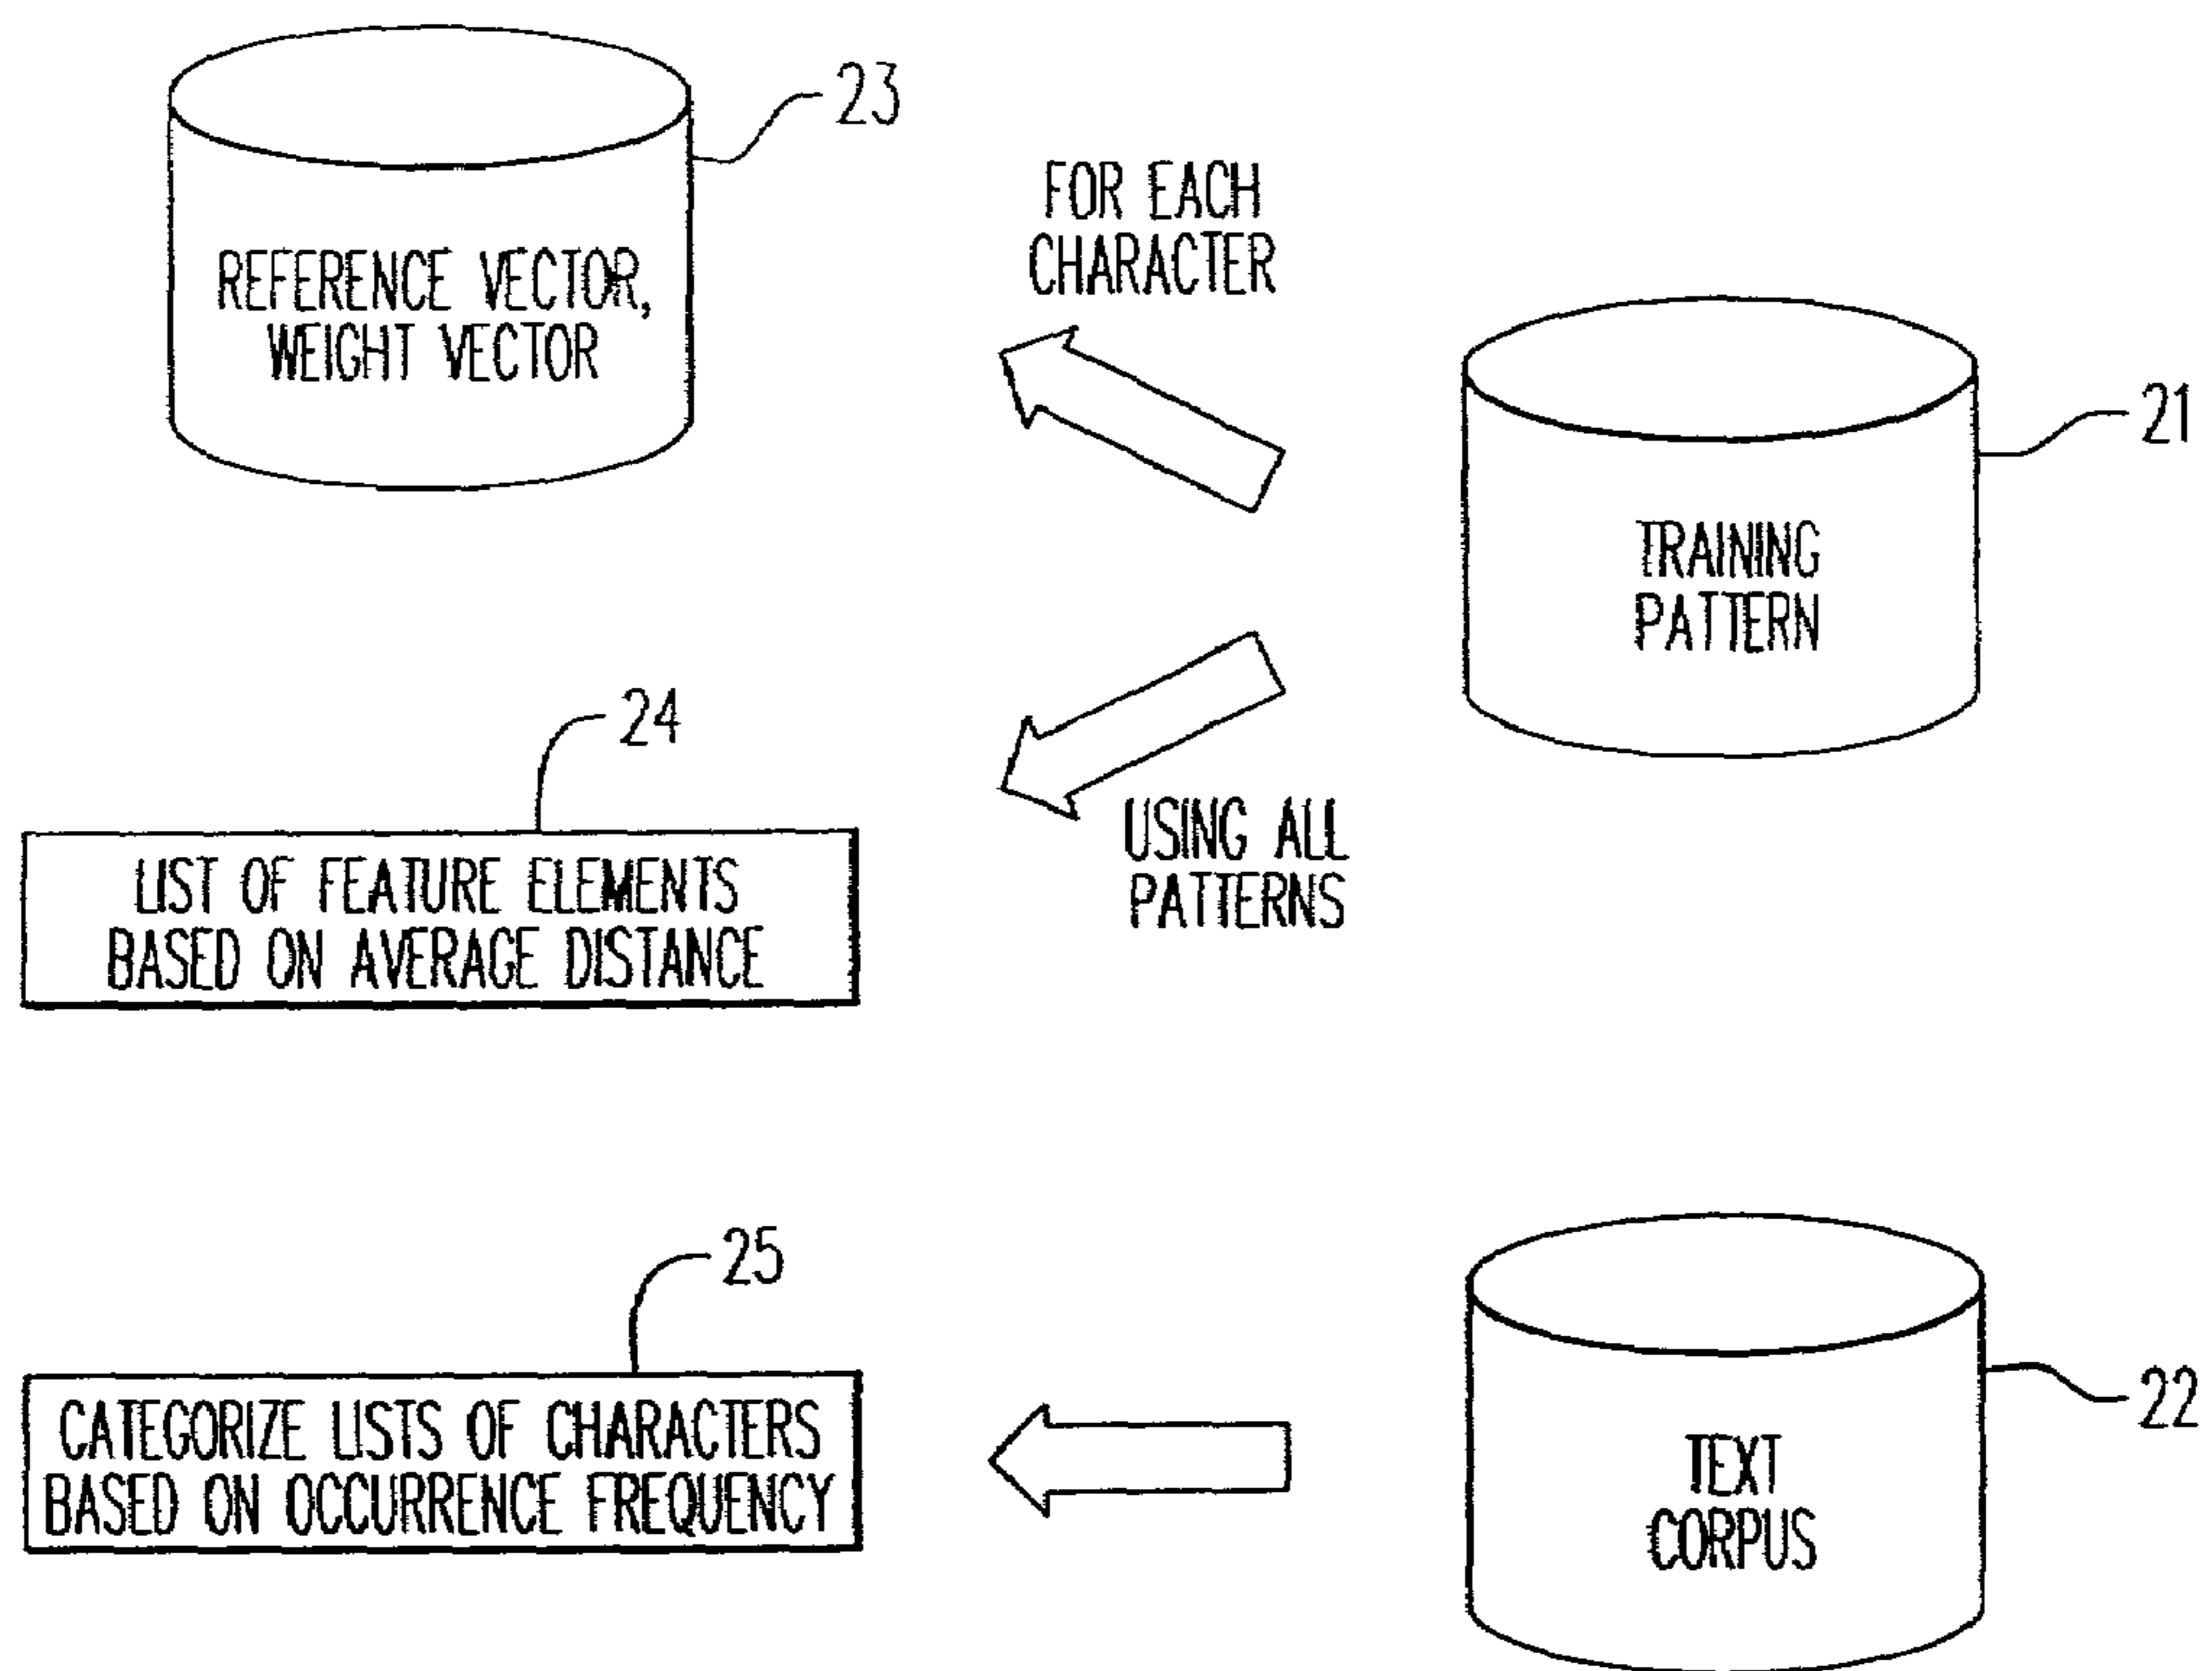 23
REFERENCE VECTOR,
WEIGHT VECTOR
FOR EACH
CHARACTER
21
TRAINING
PATTERN
24
LIST OF FEATURE ELEMENTS
BASED ON AVERAGE DISTANCE
USING ALL
PATTERNS
25
CATEGORIZE LISTS OF CHARACTERS
BASED ON OCCURRENCE FREQUENCY
22
TEXT
CORPUS